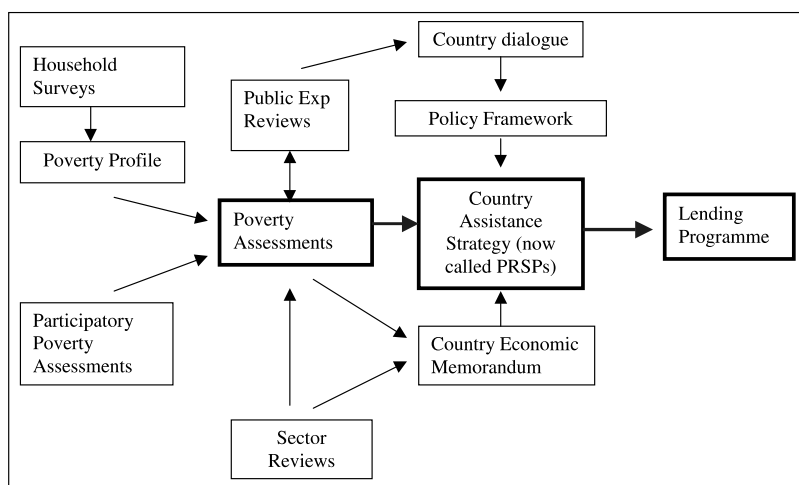 Household
Surveys
Poverty Profile
Participatory
Poverty
Assessments
Public Exp
Reviews
Poverty
Assessments
Sector
Reviews
Country dialogue
Policy Framework
Country
Assistance
Strategy (now
called PRSPs)
Country Economic
Memorandum
Lending
Programme